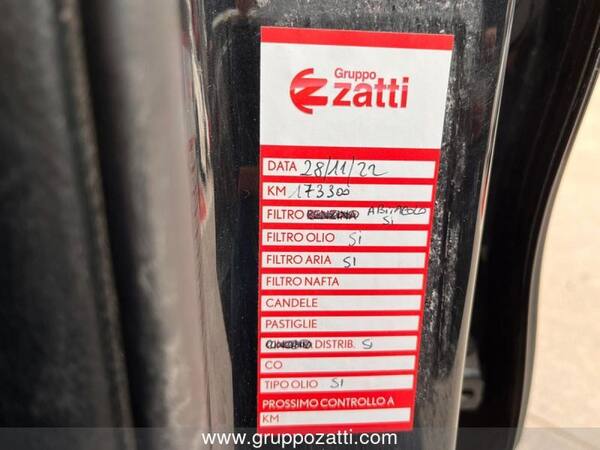 Gruppo
zatti
DATA 28/11/22
KM 173300
FILTRO BENZINA ABITACOLO
SI
FILTRO OLIO SI
FILTRO ARIA SI
FILTRO NAFTA
CANDELE
PASTIGLIE
DISTRIB. SI
CO
TIPO OLIO SI
PROSSIMO CONTROLLO A
KM
www.gruppozatti.com